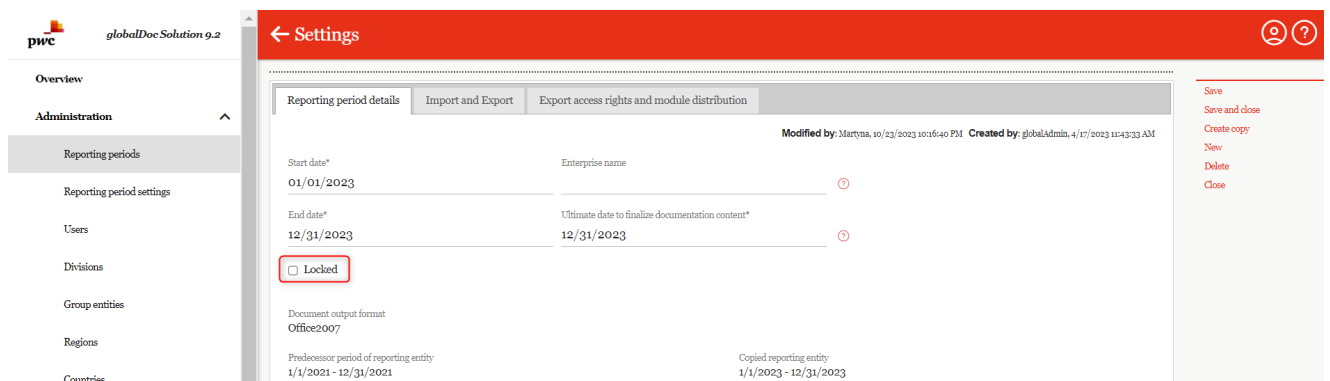 pwc
globalDoc Solution 9.2
Overview
Administration
Reporting periods
Reporting period settings
Users
Divisions
Group entities
Regions
Countries
← Settings
?
Reporting period details
Import and Export
Export access rights and module distribution
Modified by: Martyna, 10/23/2023 10:16:40 PM Created by: globalAdmin, 4/17/2023 11:43:33 AM
Start date*
Enterprise name
01/01/2023
?
End date*
Ultimate date to finalize documentation content*
12/31/2023
12/31/2023
?
Locked
Document output format
Office2007
Predecessor period of reporting entity
Copied reporting entity
1/1/2021 - 12/31/2021
1/1/2023 - 12/31/2023
Save
Save and close
Create copy
New
Delete
Close